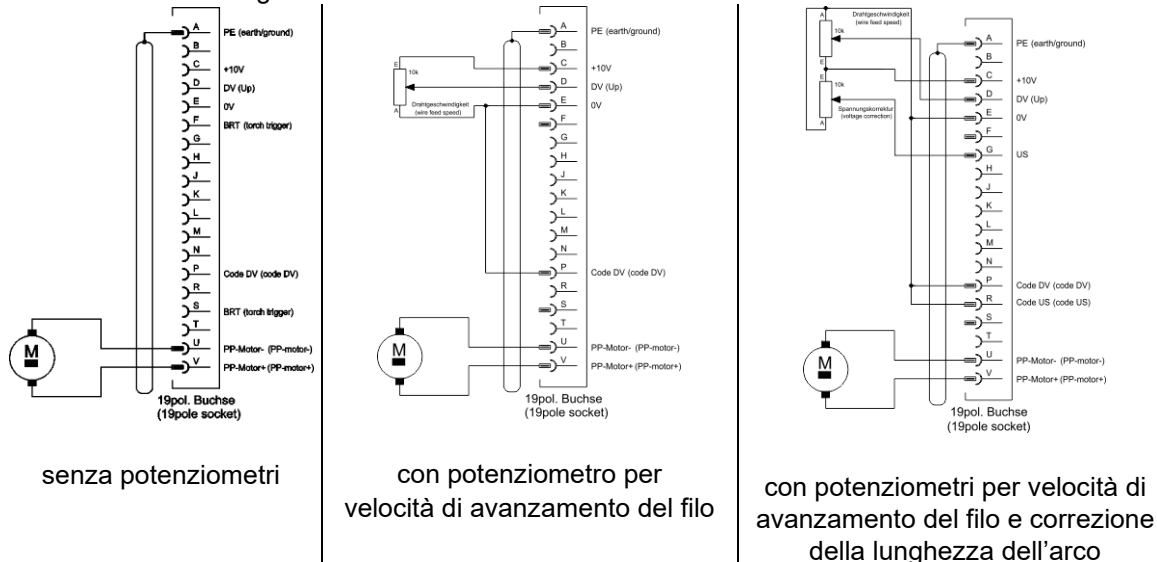 A PE (earth/ground)
B
C +10V
D DV (Up)
E 0V
F BRT (torch trigger)
G
H
J
K
L
M
N
P Code DV (code DV)
R
S BRT (torch trigger)
T
U PP-Motor- (PP-motor-)
V PP-Motor+ (PP-motor+)
M
19pol. Buchse
(19pole socket)
senza potenziometri
A PE (earth/ground)
B
C +10V
D DV (Up)
E 0V
F
G
H
J
K
L
M
N
P Code DV (code DV)
R
S
T
U PP-Motor- (PP-motor-)
V PP-Motor+ (PP-motor+)
E
10k
Drahtgeschwindigkeit
(wire feed speed)
A
M
19pol. Buchse
(19pole socket)
con potenziometro per
velocità di avanzamento del filo
A
Drahtgeschwindigkeit
(wire feed speed)
10k
E
E
10k
Spannungskorrektur
(voltage correction)
A
A PE (earth/ground)
B
C +10V
D DV (Up)
E 0V
F
G US
H
J
K
L
M
N
P Code DV (code DV)
R Code US (code US)
S
T
U PP-Motor- (PP-motor-)
V PP-Motor+ (PP-motor+)
M
19pol. Buchse
(19pole socket)
con potenziometri per velocità di
avanzamento del filo e correzione
della lunghezza dell'arco